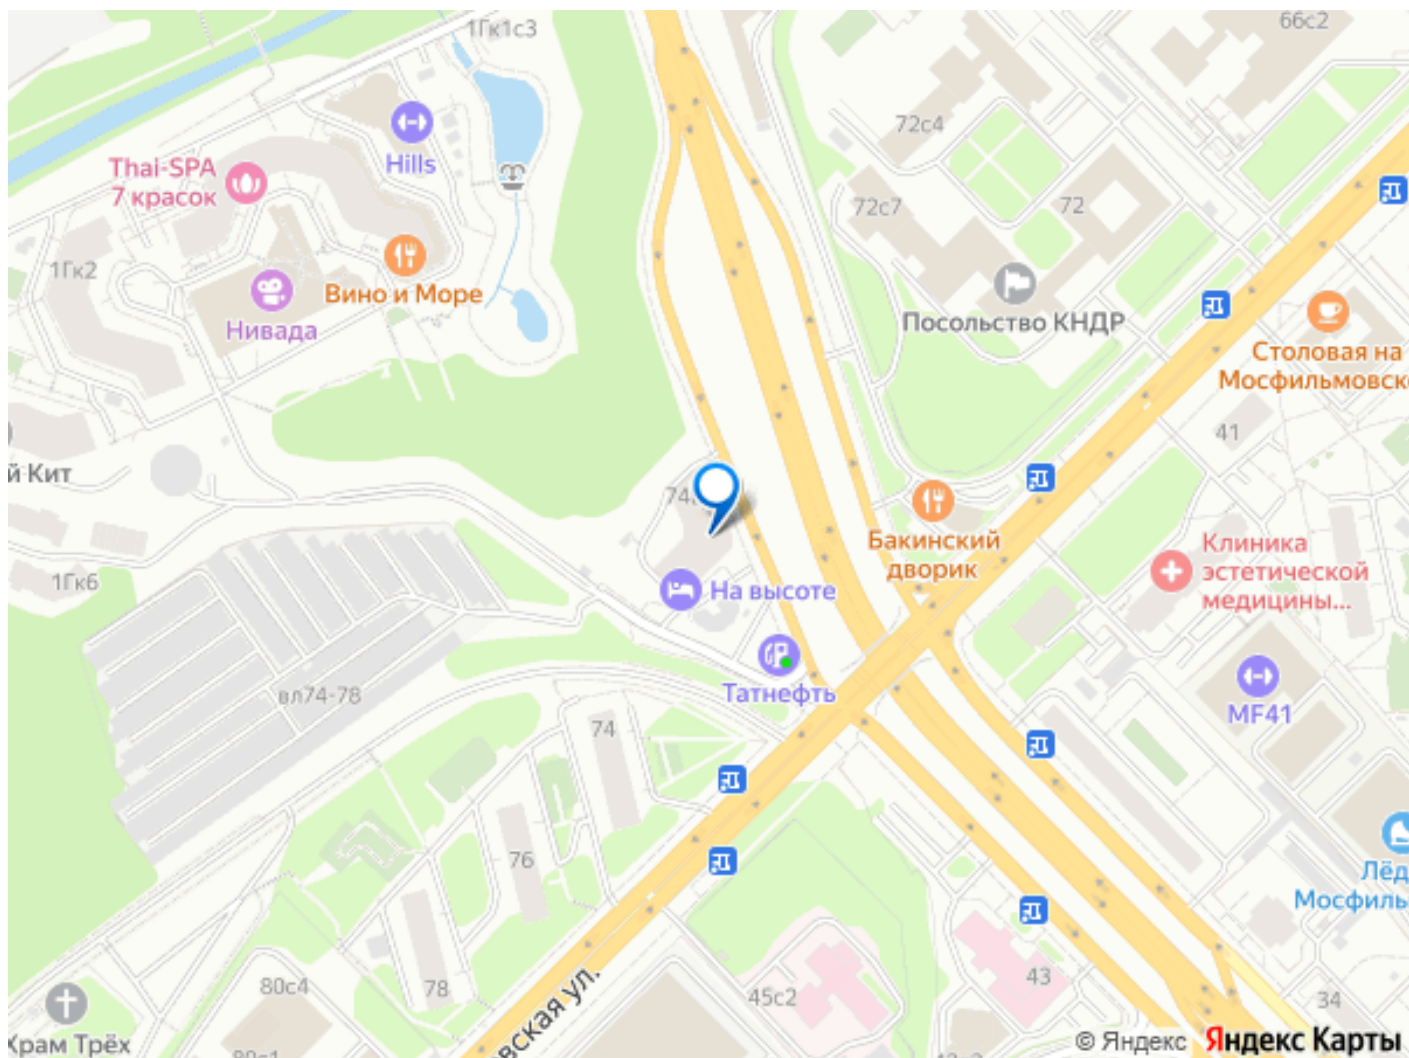 1Гк1с3
66с2
Hills
72с4
Thai-SPA
7 красок
72с7
72
1Гк2
Вино и Море
Нивада
Посольство КНДР
Столовая на
Мосфильмовск
41
й Кит
Бакинский
дворик
Клиника
эстетической
медицины...
1Гк6
На высоте
вл74-78
Татнефть
MF41
74
76
Лёд
Мосфиль
78
80с4
45с2
43
34
вская ул.
Храм Трёх
© Яндекс
Яндекс Карты